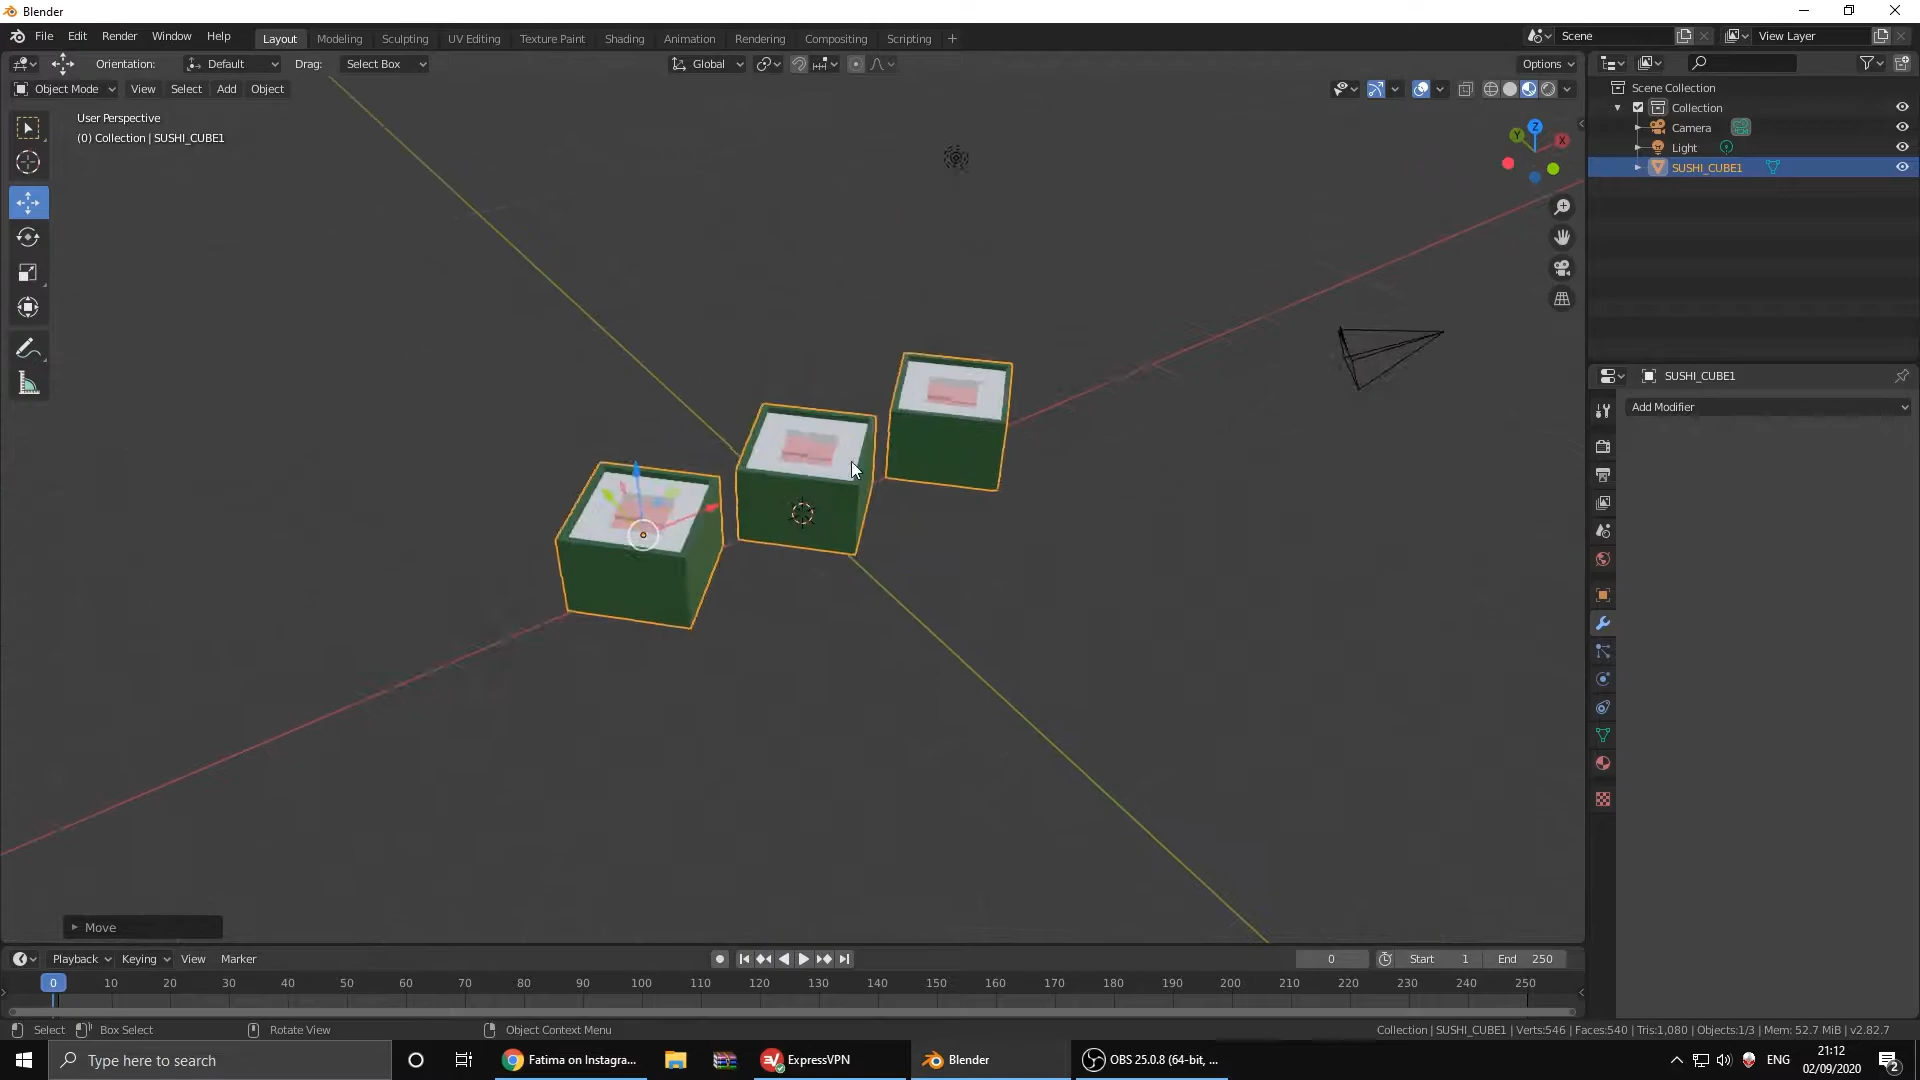 Blender
File Edit Render Window Help Layout Modeling Sculpting UV Editing Texture Paint Shading Animation Rendering Compositing Scripting Scene View Layer
Orientation: Default Drag: Select Box Global Options
Object Mode View Select Add Object
User Perspective
(0) Collection | SUSHI_CUBE1
Z
Y
X
Scene Collection
Collection
Camera
Light
SUSHI_CUBE1
SUSHI_CUBE1
Add Modifier
Move
Playback Keying View Marker 0 Start 1 End 250
0 10 20 30 40 50 60 70 80 90 100 110 120 130 140 150 160 170 180 190 200 210 220 230 240 250
Select Box Select Rotate View Object Context Menu Collection | SUSHI_CUBE1 | Verts:546 | Faces:540 | Tris:1,080 | Objects:1/3 | Mem: 52.7 MiB | v2.82.7
Type here to search Fatima on Instagra... ExpressVPN Blender OBS 25.0.8 (64-bit, ... ENG 21:12
02/09/2020 2